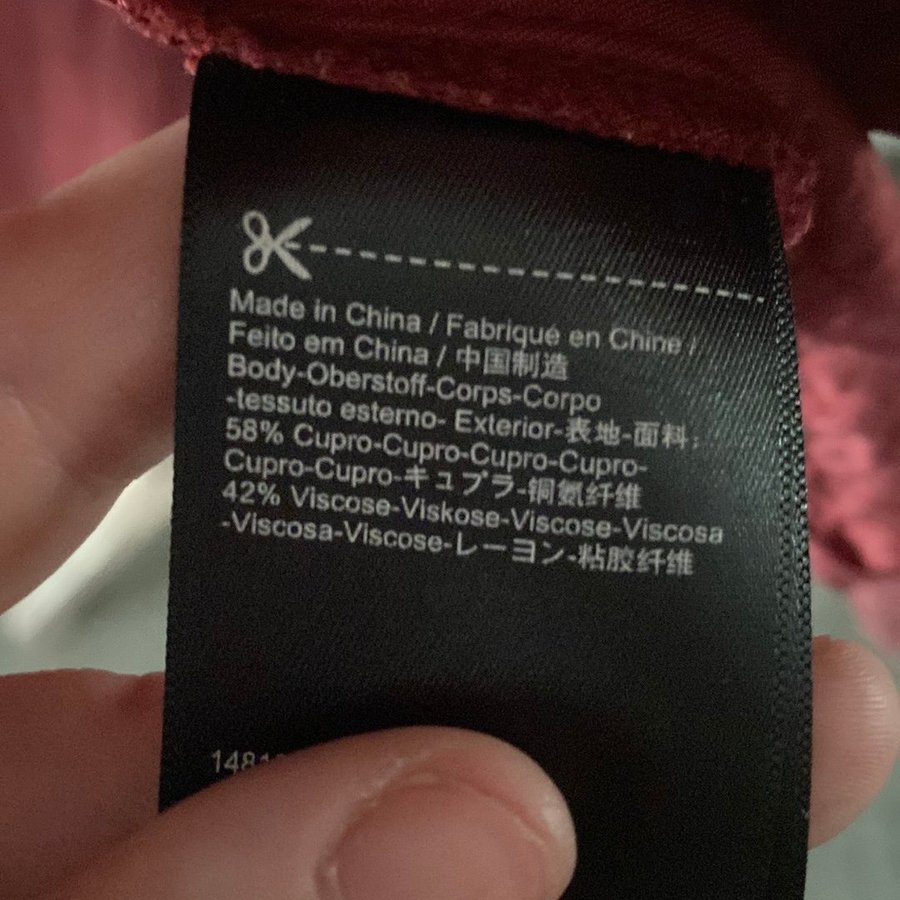 Made in China / Fabriqué en Chine /
Feito em China / 中国制造
Body-Oberstoff-Corps-Corpo
-tessuto esterno- Exterior-表地-面料:
58% Cupro-Cupro-Cupro-Cupro-
Cupro-Cupro-キュプラ-铜氨纤维
42% Viscose-Viskose-Viscose-Viscosa
-Viscosa-Viscose-レーヨン-粘胶纤维